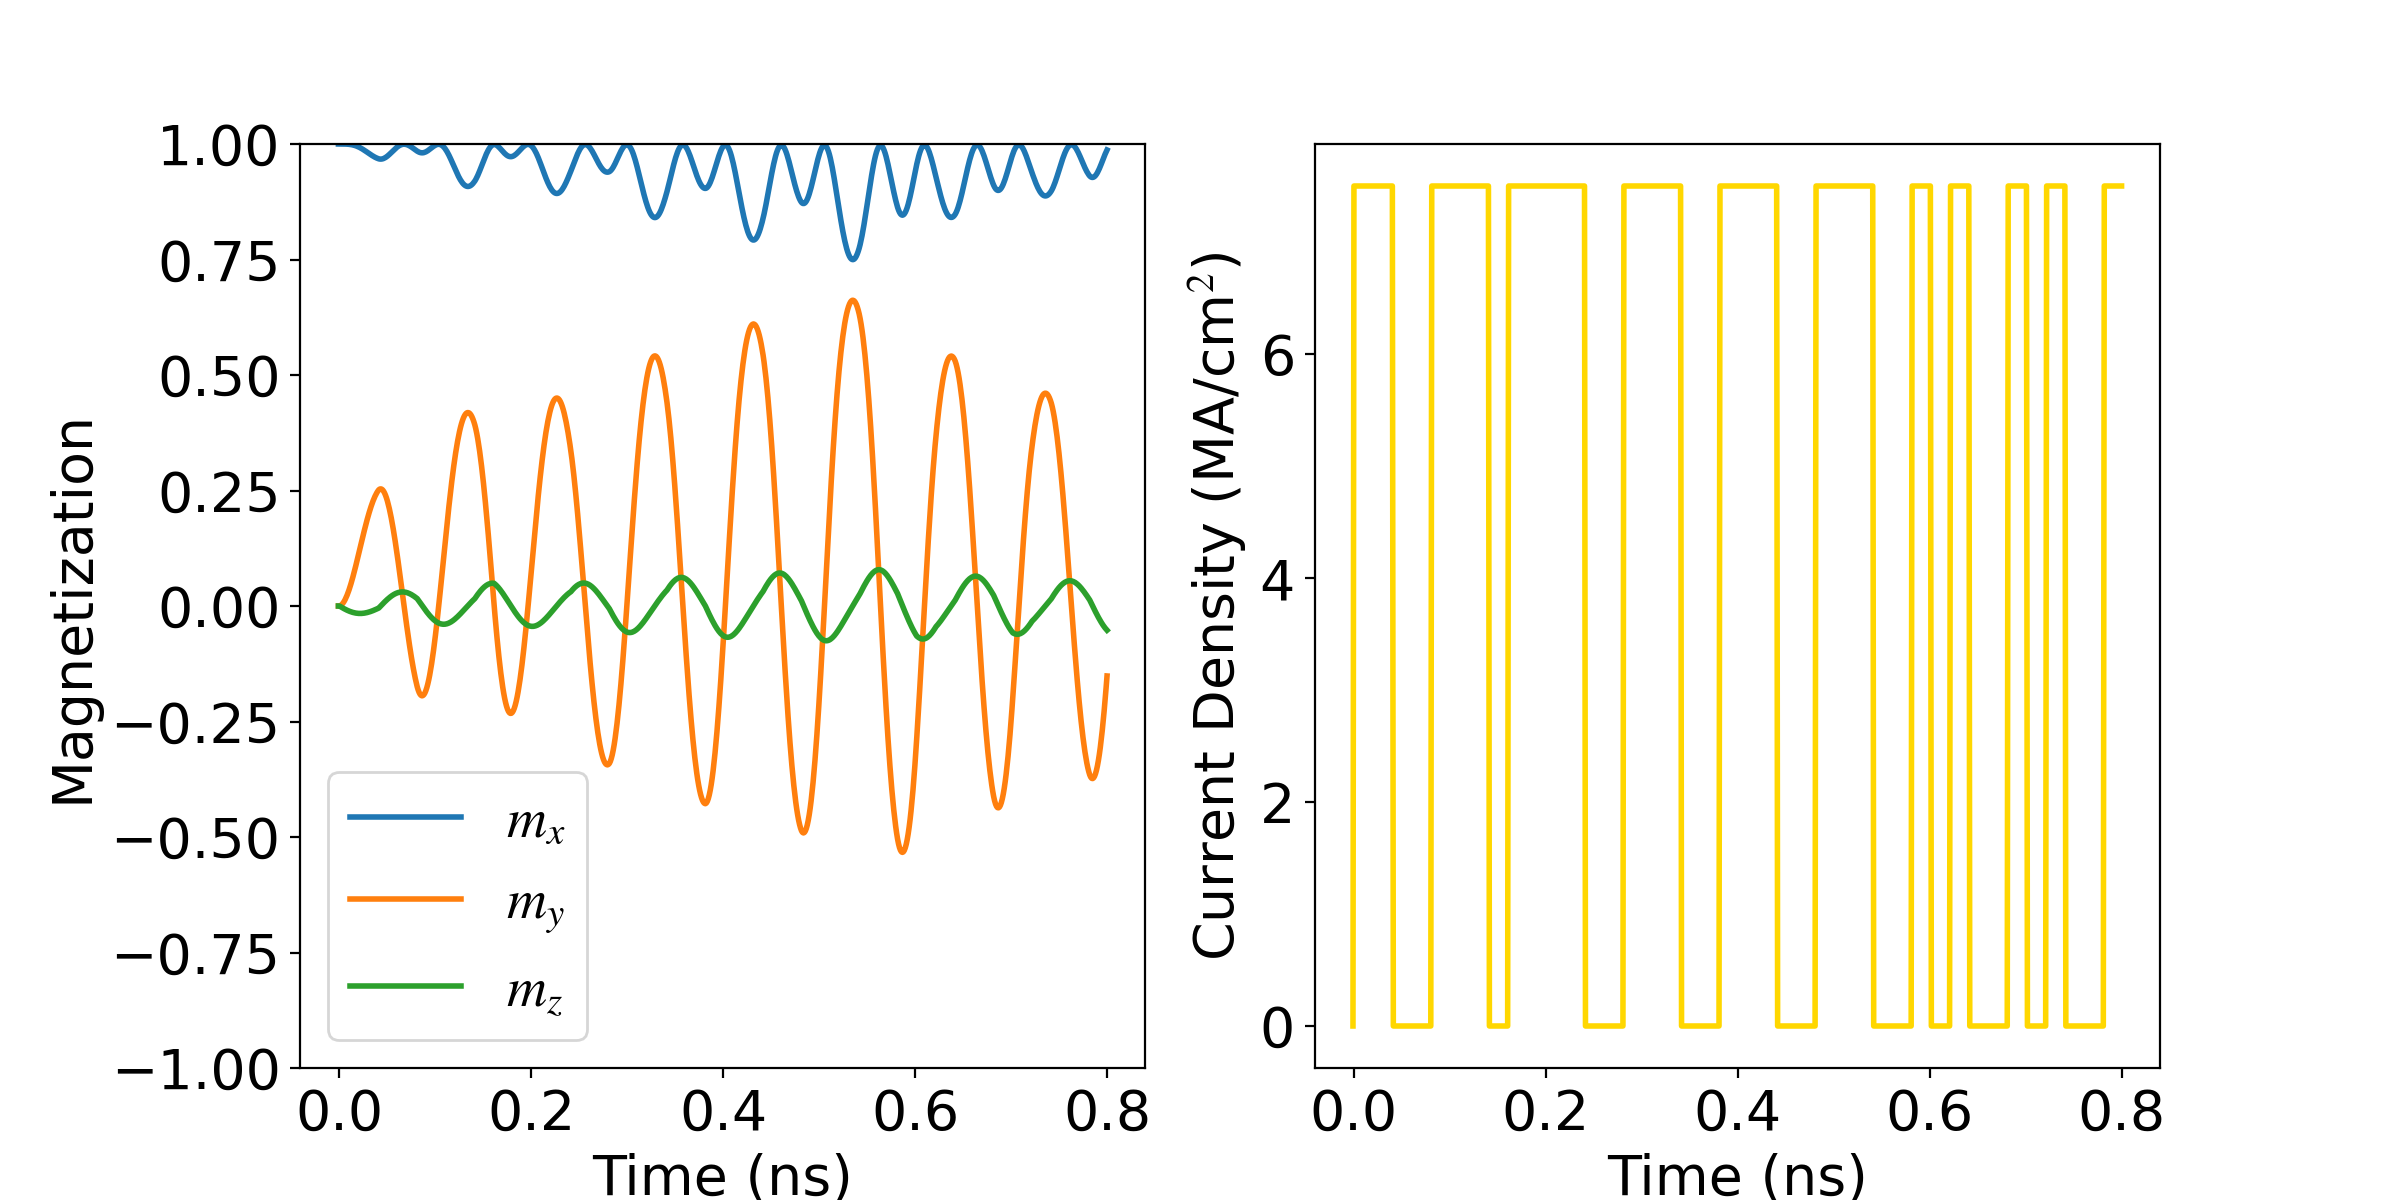 1.00
0.75
0.50
0.25
0.00
−0.25
−0.50
−0.75
−1.00
Magnetization
m_x
m_y
m_z
0.0 0.2 0.4 0.6 0.8
Time (ns)
6
4
2
0
Current Density (MA/cm²)
0.0 0.2 0.4 0.6 0.8
Time (ns)